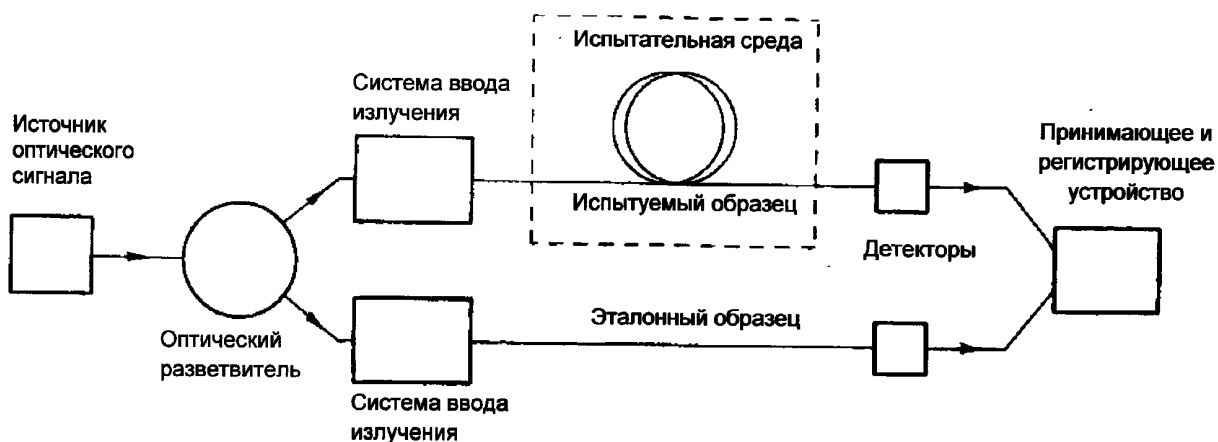 Испытательная среда
Система ввода
излучения
Источник
оптического
сигнала
Принимающее и
регистрирующее
устройство
Испытуемый образец
Детекторы
Эталонный образец
Оптический
разветвитель
Система ввода
излучения